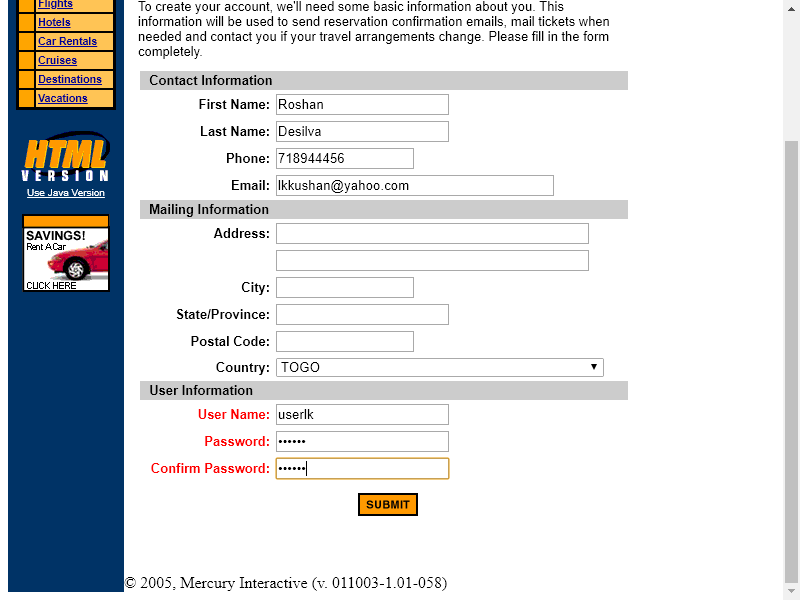 Flights
Hotels
Car Rentals
Cruises
Destinations
Vacations
HTML
VERSION
Use Java Version
SAVINGS!
Rent A Car
CLICK HERE
To create your account, we'll need some basic information about you. This
information will be used to send reservation confirmation emails, mail tickets when
needed and contact you if your travel arrangements change. Please fill in the form
completely.
Contact Information
First Name: Roshan
Last Name: Desilva
Phone: 718944456
Email: lkkushan@yahoo.com
Mailing Information
Address:
City:
State/Province:
Postal Code:
Country: TOGO
User Information
User Name: userlk
Password: ••••••
Confirm Password: ••••••
SUBMIT
© 2005, Mercury Interactive (v. 011003-1.01-058)